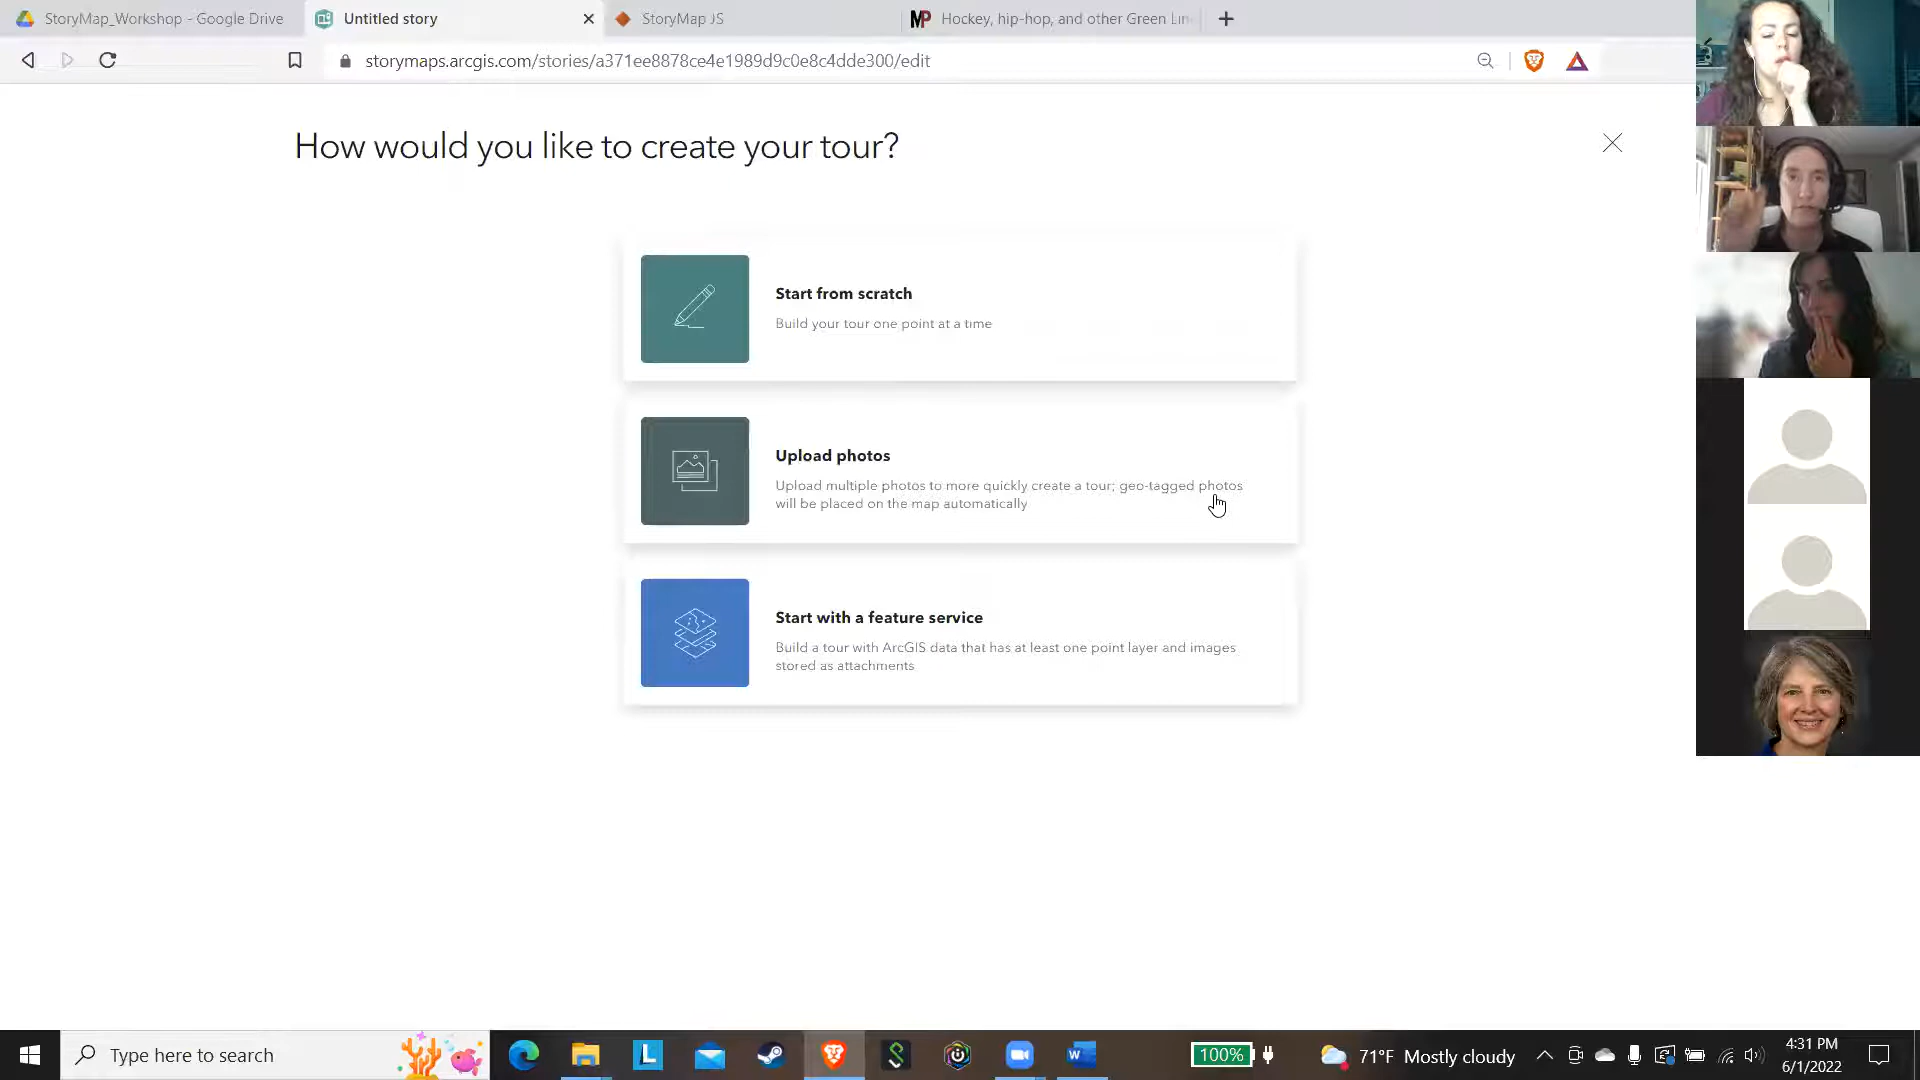 StoryMap_Workshop - Google Drive
Untitled story
StoryMap JS
MP
Hockey, hip-hop, and other Green Lin
storymaps.arcgis.com/stories/a371ee8878ce4e1989d9c0e8c4dde300/edit
How would you like to create your tour?
Start from scratch
Build your tour one point at a time
Upload photos
Upload multiple photos to more quickly create a tour; geo-tagged photos
will be placed on the map automatically
Start with a feature service
Build a tour with ArcGIS data that has at least one point layer and images
stored as attachments
Type here to search
L
W
100%
71°F Mostly cloudy
4:31 PM
6/1/2022